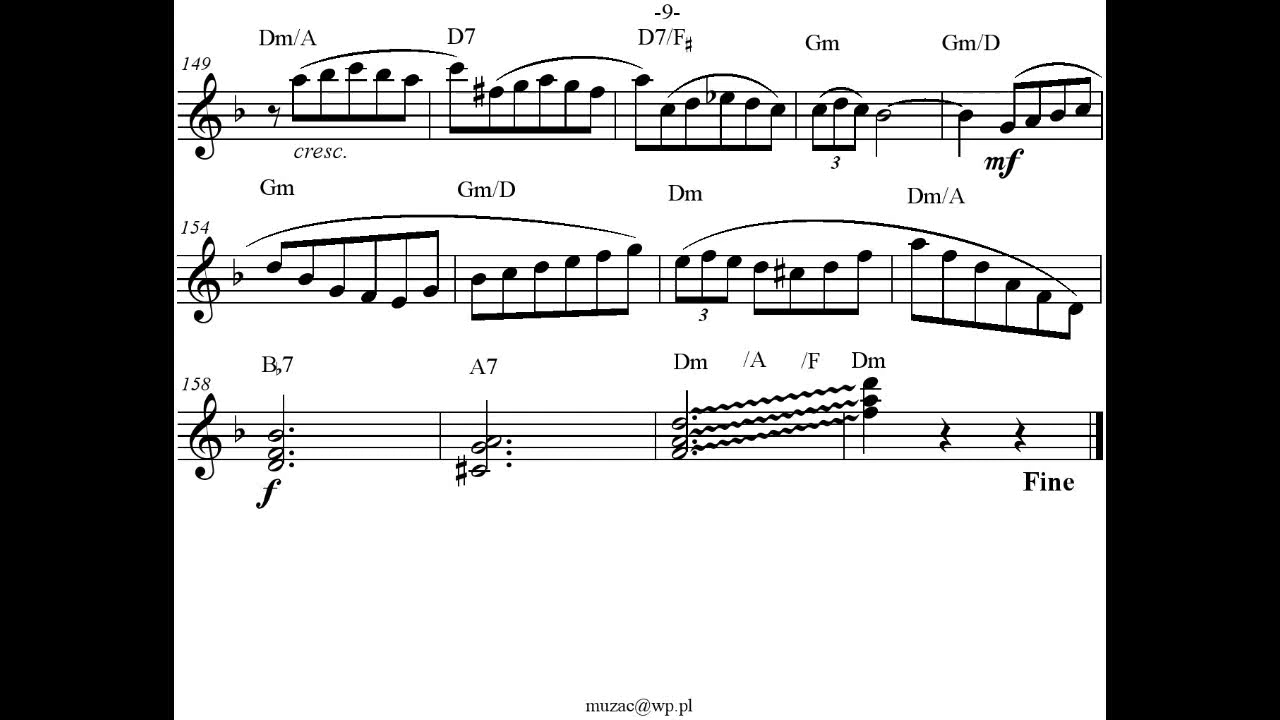 -9-
Dm/A D7 D7/F♯ Gm Gm/D
149
cresc.
3
mf
Gm Gm/D Dm Dm/A
154
3
B♭7 A7 Dm /A /F Dm
158
f
Fine
muzac@wp.pl